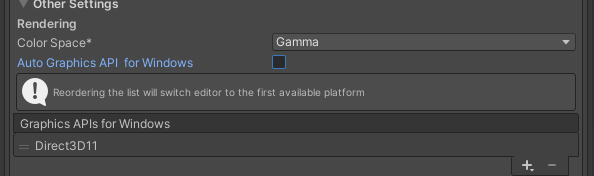 Other Settings
Rendering
Color Space* Gamma
Auto Graphics API for Windows
Reordering the list will switch editor to the first available platform
Graphics APIs for Windows
Direct3D11